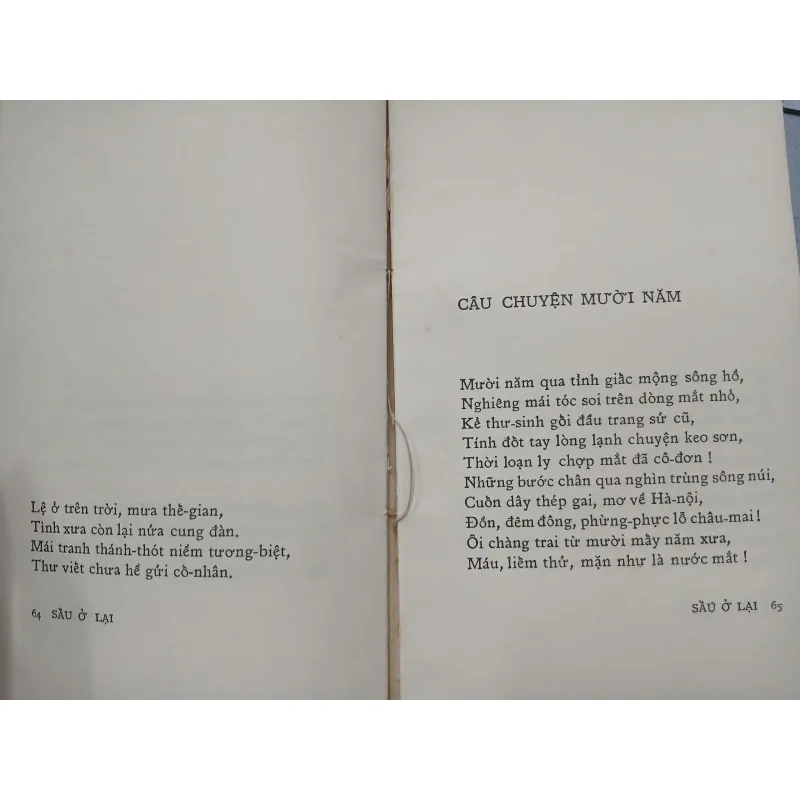 Lệ ở trên trời, mưa thế-gian,
Tình xưa còn lại nửa cung đàn.
Mái tranh thánh-thót niềm tương-biệt,
Thư viết chưa hề gửi cố-nhân.
64 SẦU Ở LẠI
CÂU CHUYỆN MƯỜI NĂM
Mười năm qua tỉnh giấc mộng sông hồ,
Nghiêng mái tóc soi trên dòng mắt nhỏ,
Kẻ thư-sinh gối đầu trang sử cũ,
Tính đốt tay lòng lạnh chuyện keo sơn,
Thời loạn ly chợp mắt đã cô-đơn !
Những bước chân qua nghìn trùng sông núi,
Cuồn dây thép gai, mơ về Hà-nội,
Đồn, đêm đông, phừng-phực lỗ châu-mai !
Ôi chàng trai từ mười mấy năm xưa,
Máu, liềm thử, mặn như là nước mắt !
SẦU Ở LẠI 65